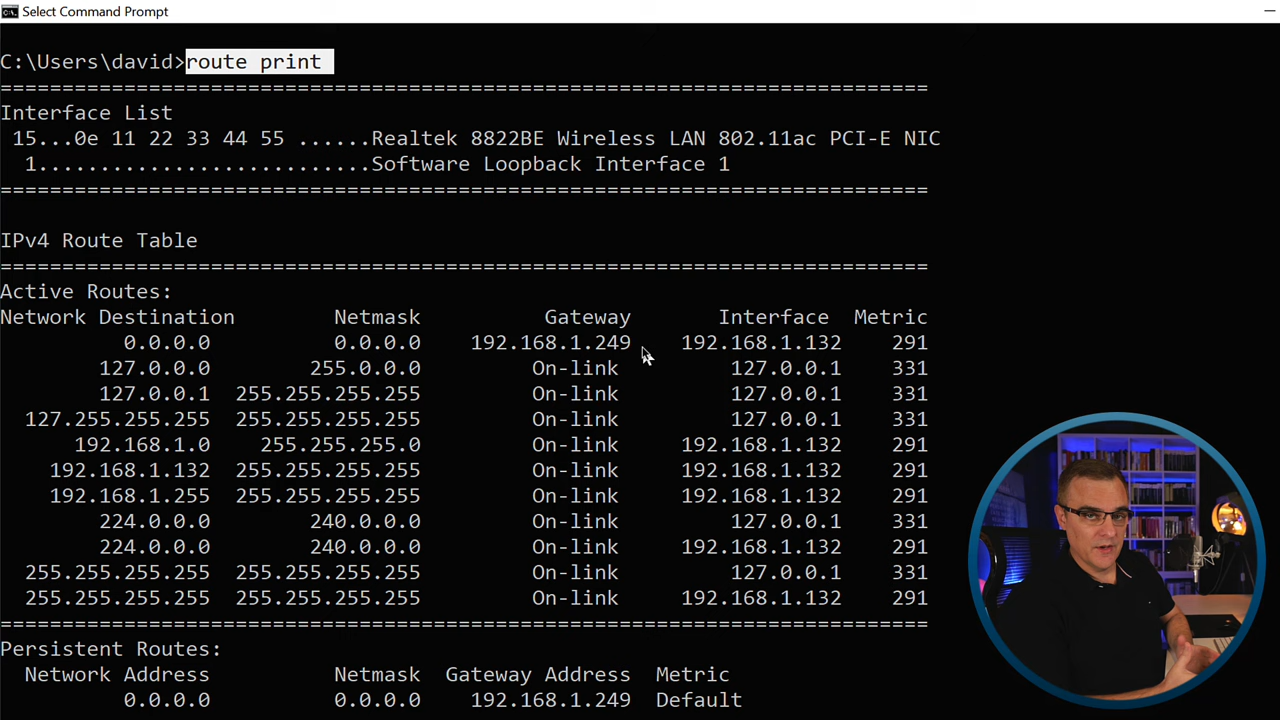 Select Command Prompt
C:\Users\david>route print
===========================================================================
Interface List
 15...0e 11 22 33 44 55 ......Realtek 8822BE Wireless LAN 802.11ac PCI-E NIC
  1...........................Software Loopback Interface 1
===========================================================================
IPv4 Route Table
===========================================================================
Active Routes:
Network Destination        Netmask          Gateway       Interface  Metric
          0.0.0.0          0.0.0.0    192.168.1.249    192.168.1.132    291
        127.0.0.0        255.0.0.0         On-link         127.0.0.1    331
        127.0.0.1  255.255.255.255         On-link         127.0.0.1    331
  127.255.255.255  255.255.255.255         On-link         127.0.0.1    331
      192.168.1.0    255.255.255.0         On-link     192.168.1.132    291
    192.168.1.132  255.255.255.255         On-link     192.168.1.132    291
    192.168.1.255  255.255.255.255         On-link     192.168.1.132    291
        224.0.0.0        240.0.0.0         On-link         127.0.0.1    331
        224.0.0.0        240.0.0.0         On-link     192.168.1.132    291
  255.255.255.255  255.255.255.255         On-link         127.0.0.1    331
  255.255.255.255  255.255.255.255         On-link     192.168.1.132    291
===========================================================================
Persistent Routes:
  Network Address          Netmask  Gateway Address  Metric
          0.0.0.0          0.0.0.0    192.168.1.249  Default